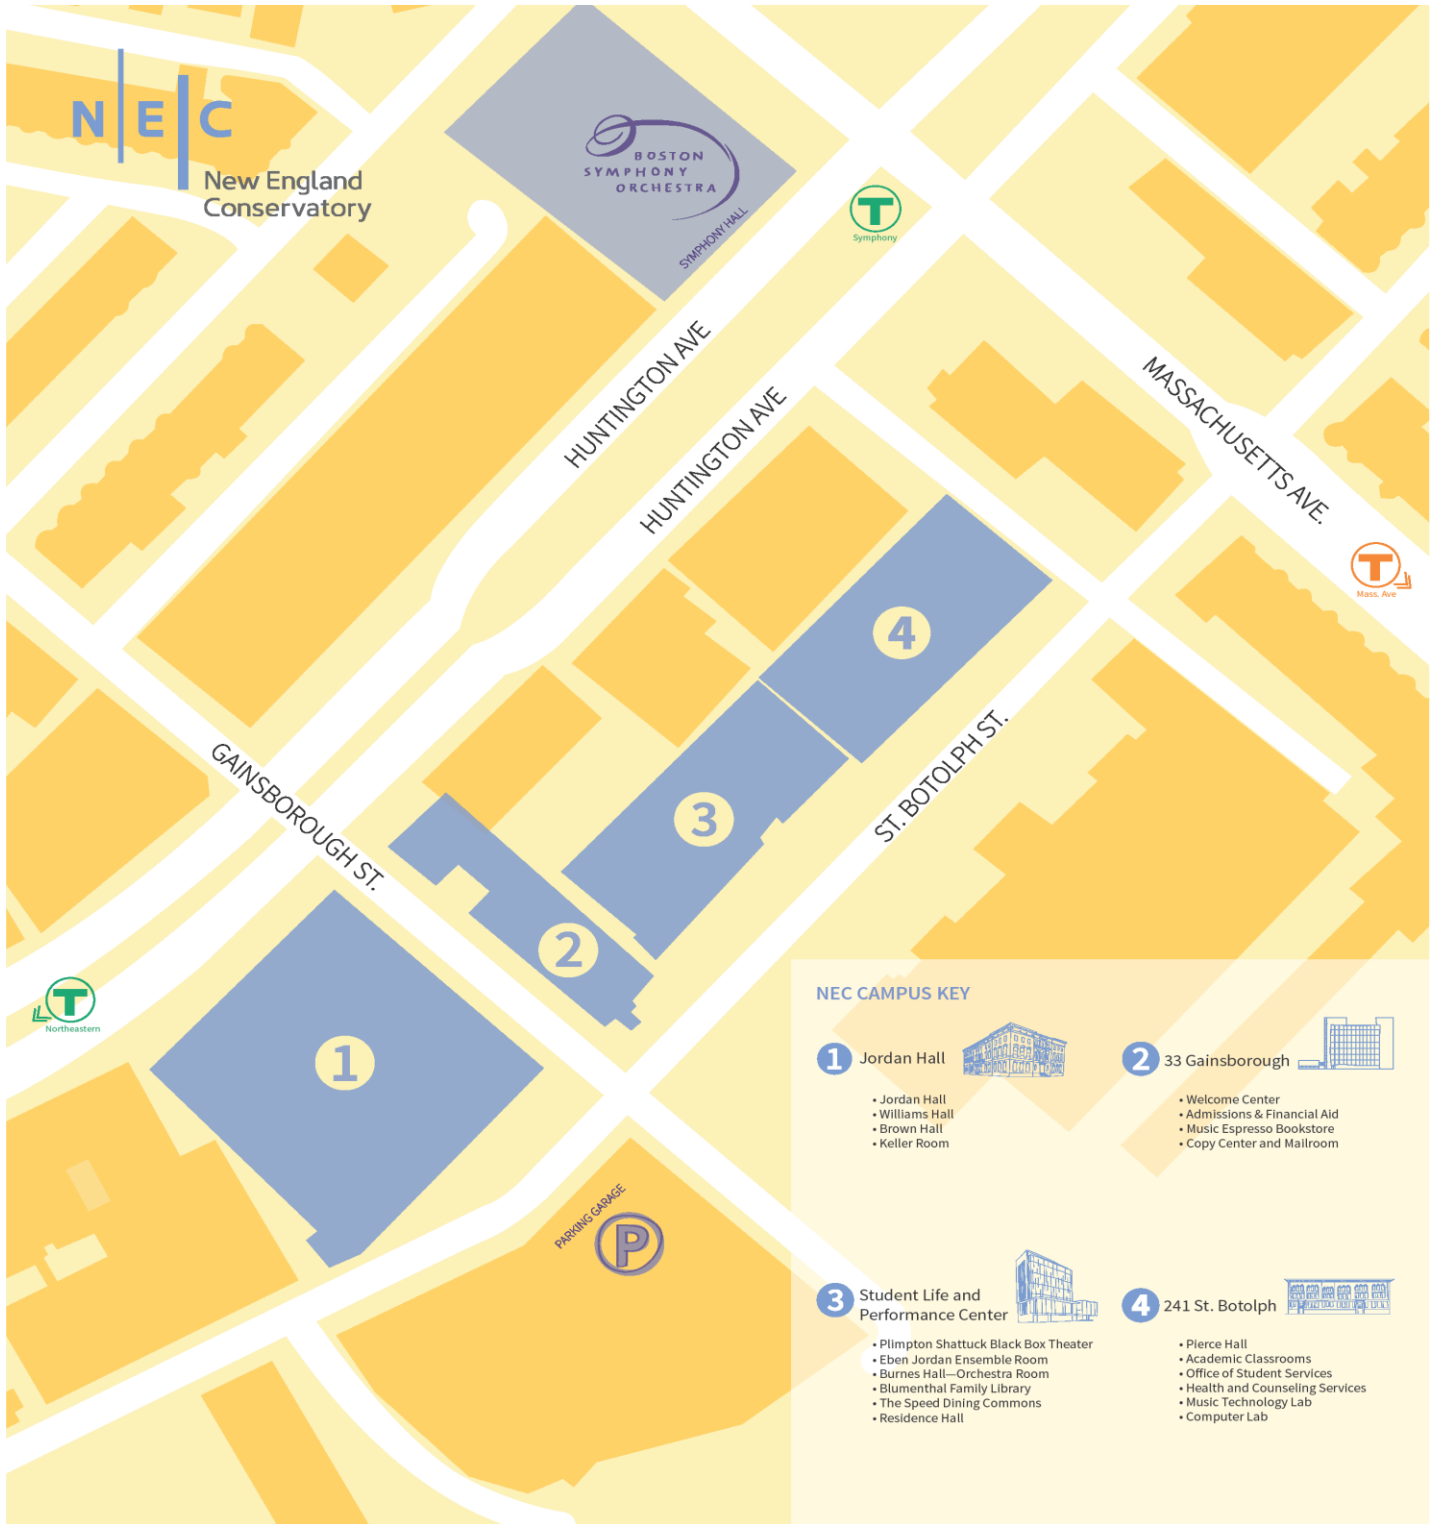 N E C
New England
Conservatory
BOSTON
SYMPHONY
ORCHESTRA
SYMPHONY HALL
T
Symphony
HUNTINGTON AVE
HUNTINGTON AVE
MASSACHUSETTS AVE.
T
Mass. Ave
4
GAINSBOROUGH ST.
3
ST. BOTOLPH ST.
2
T
Northeastern
1
PARKING GARAGE
P
NEC CAMPUS KEY
1 Jordan Hall
• Jordan Hall
• Williams Hall
• Brown Hall
• Keller Room
2 33 Gainsborough
• Welcome Center
• Admissions & Financial Aid
• Music Espresso Bookstore
• Copy Center and Mailroom
3 Student Life and
Performance Center
• Plimpton Shattuck Black Box Theater
• Eben Jordan Ensemble Room
• Burnes Hall—Orchestra Room
• Blumenthal Family Library
• The Speed Dining Commons
• Residence Hall
4 241 St. Botolph
• Pierce Hall
• Academic Classrooms
• Office of Student Services
• Health and Counseling Services
• Music Technology Lab
• Computer Lab